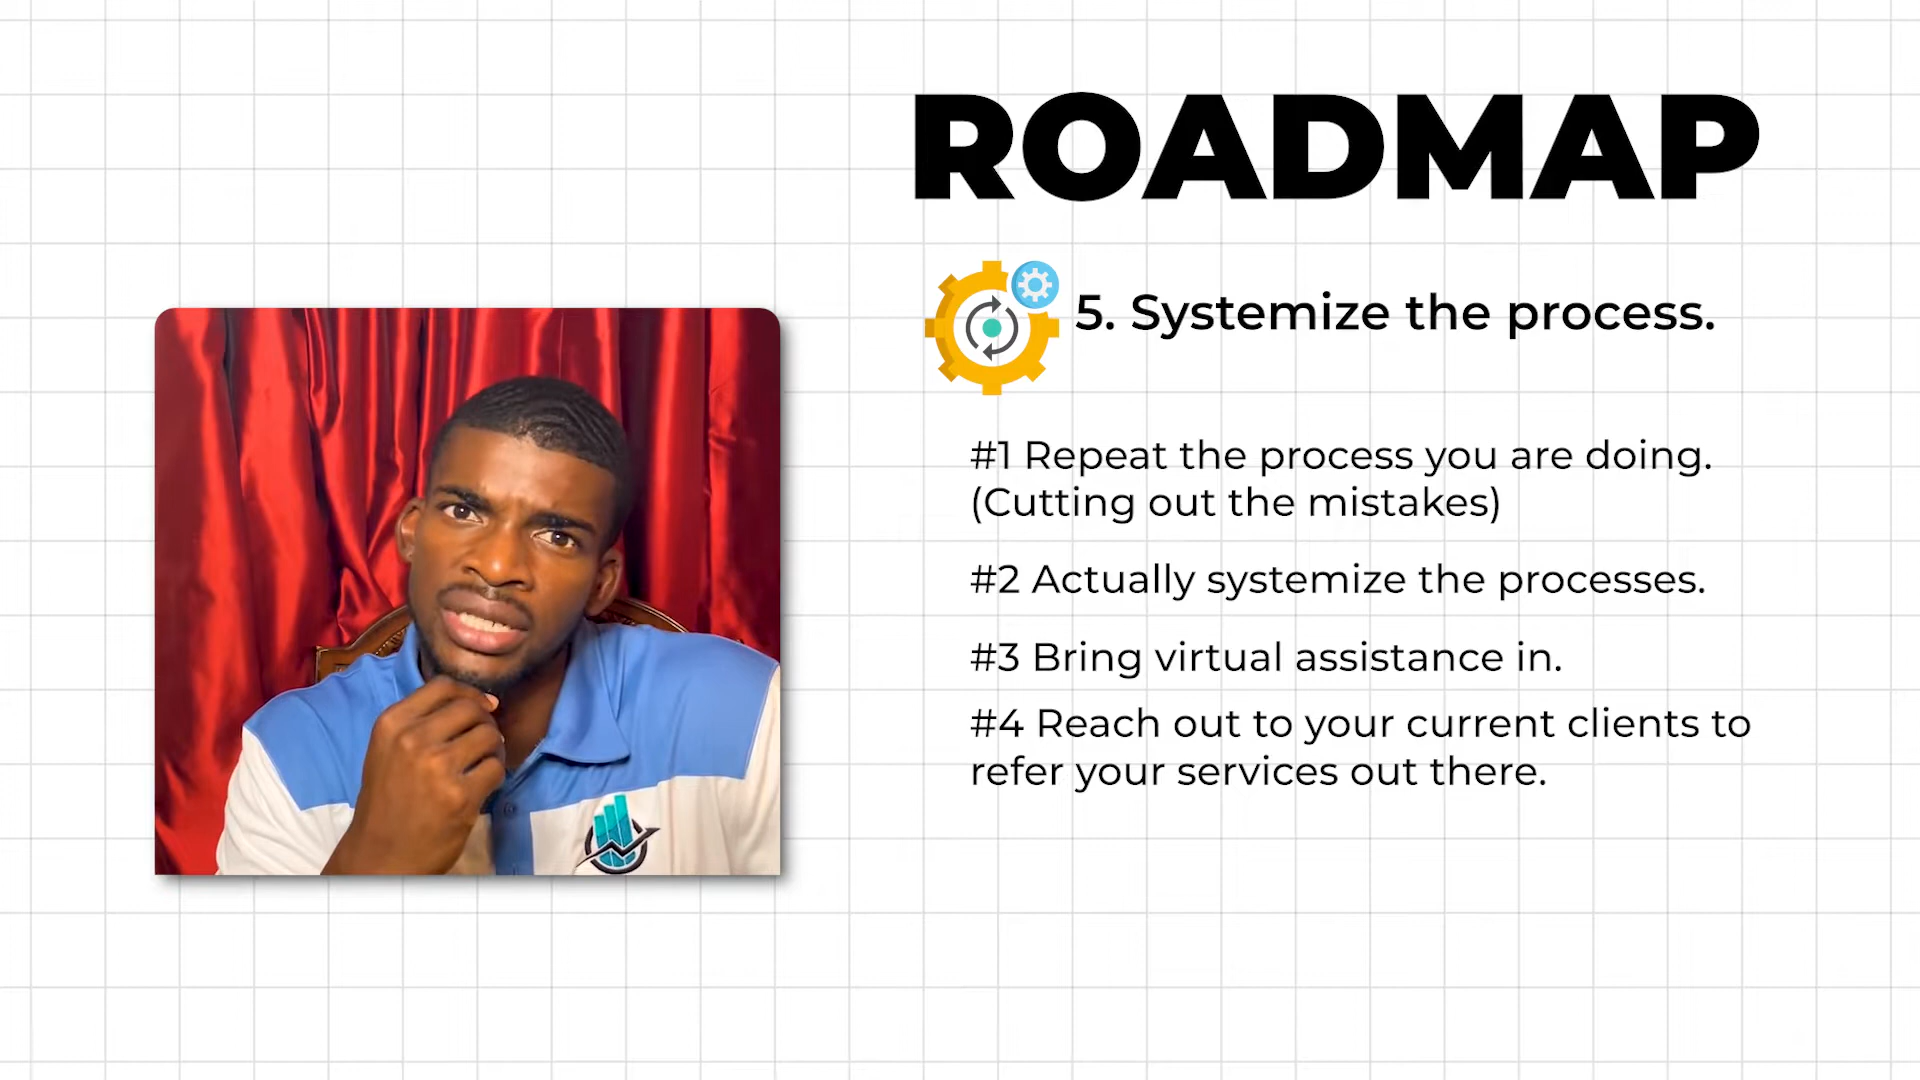 ROADMAP
5. Systemize the process.
#1 Repeat the process you are doing.
(Cutting out the mistakes)
#2 Actually systemize the processes.
#3 Bring virtual assistance in.
#4 Reach out to your current clients to
refer your services out there.